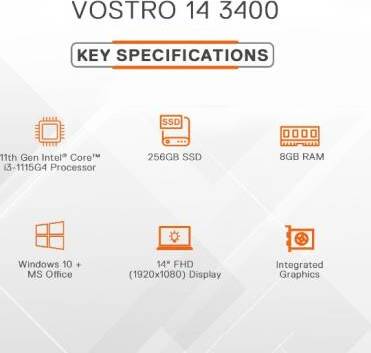 VOSTRO 14 3400
KEY SPECIFICATIONS
SSD
11th Gen Intel® Core™
i3-1115G4 Processor
256GB SSD
8GB RAM
Windows 10 +
MS Office
14" FHD
(1920x1080) Display
Integrated
Graphics